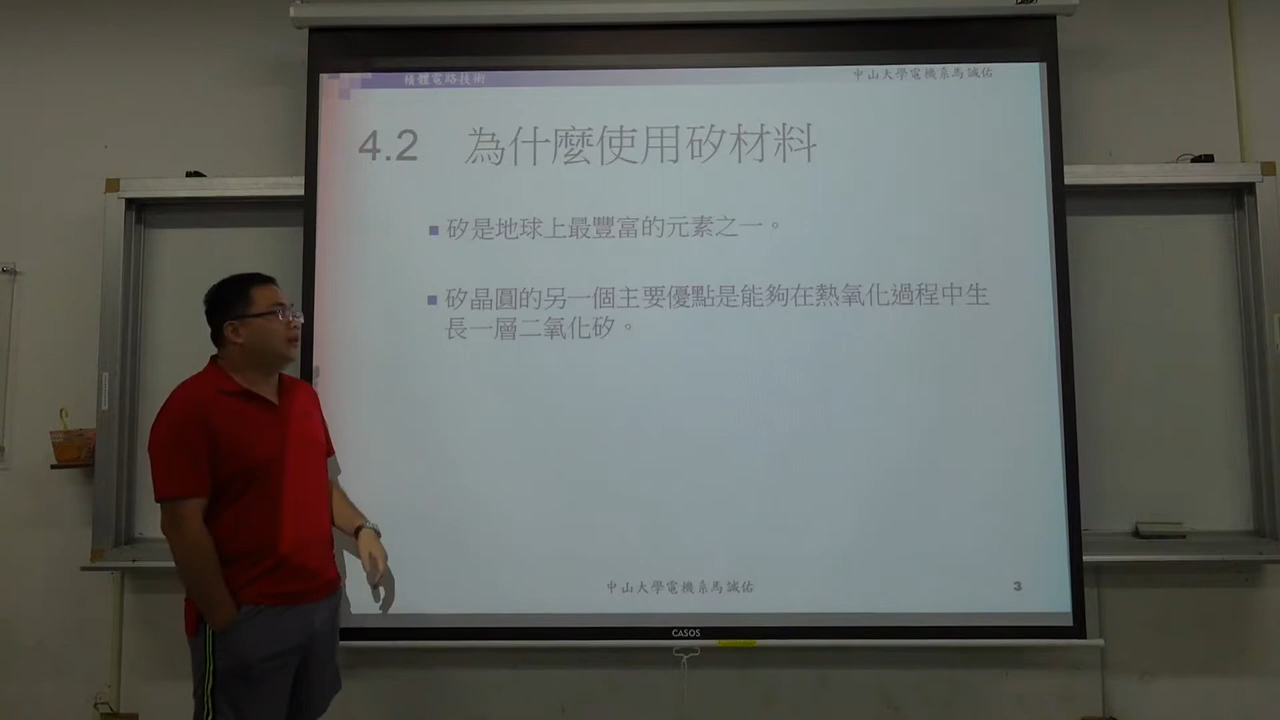 積體電路技術
中山大學電機系馬誠佑
4.2 為什麼使用矽材料
矽是地球上最豐富的元素之一。
矽晶圓的另一個主要優點是能夠在熱氧化過程中生
長一層二氧化矽。
中山大學電機系馬誠佑
3
CASOS